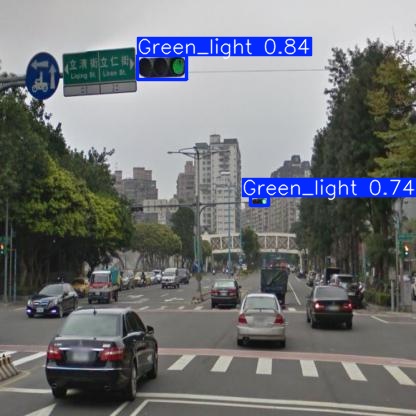 Green_light 0.84
立清街 立仁街
Liqing St. Liren St.
Green_light 0.74